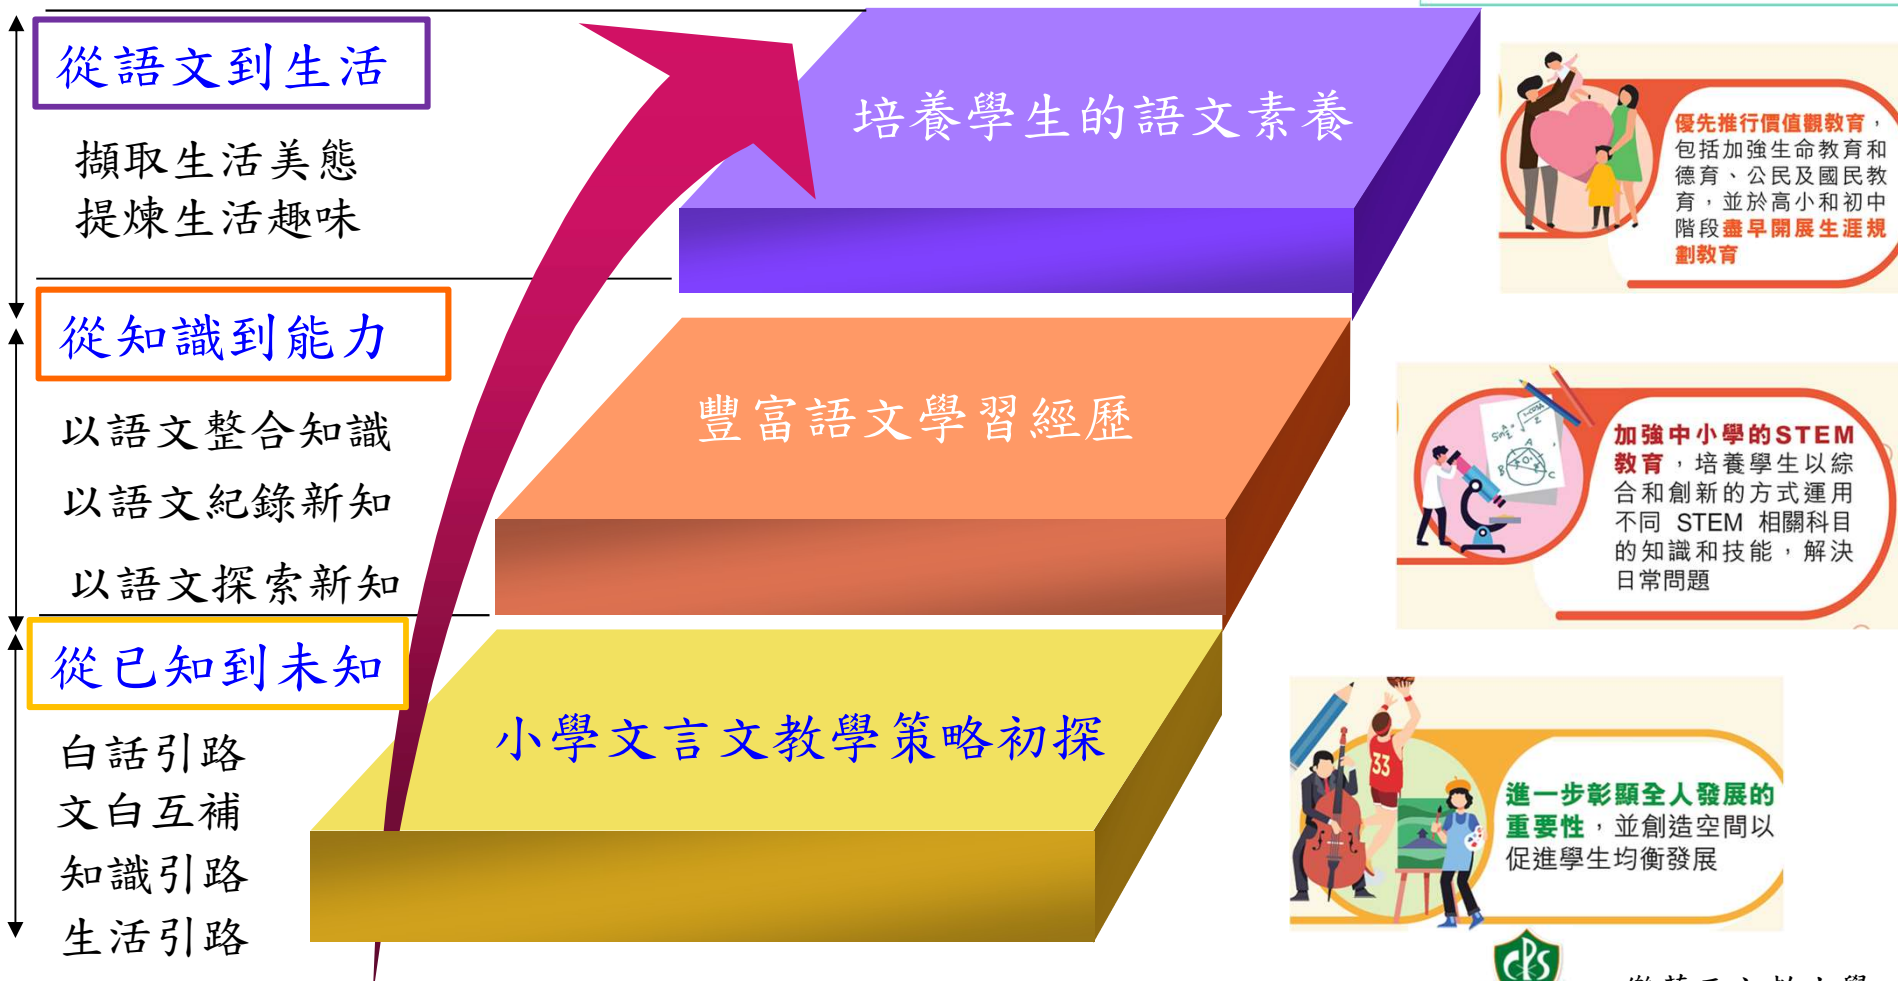 從語文到生活
擷取生活美態
提煉生活趣味
從知識到能力
以語文整合知識
以語文紀錄新知
以語文探索新知
從已知到未知
白話引路
文白互補
知識引路
生活引路
培養學生的語文素養
豐富語文學習經歷
小學文言文教學策略初探
優先推行價值觀教育，
包括加強生命教育和
德育、公民及國民教
育，並於高小和初中
階段盡早開展生涯規
劃教育
加強中小學的STEM
教育，培養學生以綜
合和創新的方式運用
不同 STEM 相關科目
的知識和技能，解決
日常問題
33
進一步彰顯全人發展的
重要性，並創造空間以
促進學生均衡發展
CPS